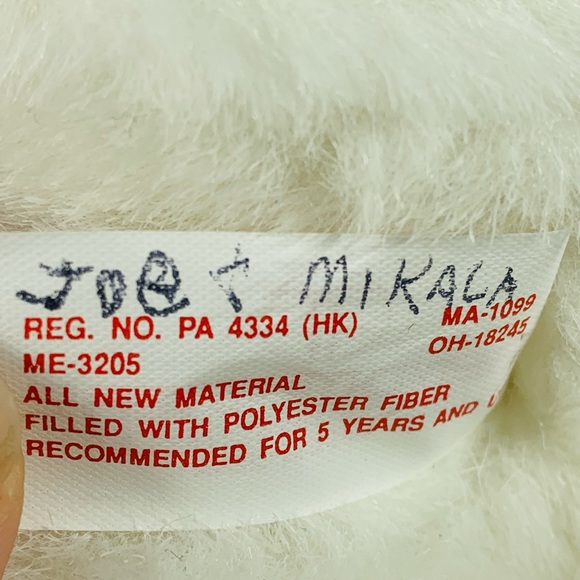 JOE + MIKALA
REG. NO. PA 4334 (HK) MA-1099
ME-3205 OH-18245
ALL NEW MATERIAL
FILLED WITH POLYESTER FIBER
RECOMMENDED FOR 5 YEARS AND